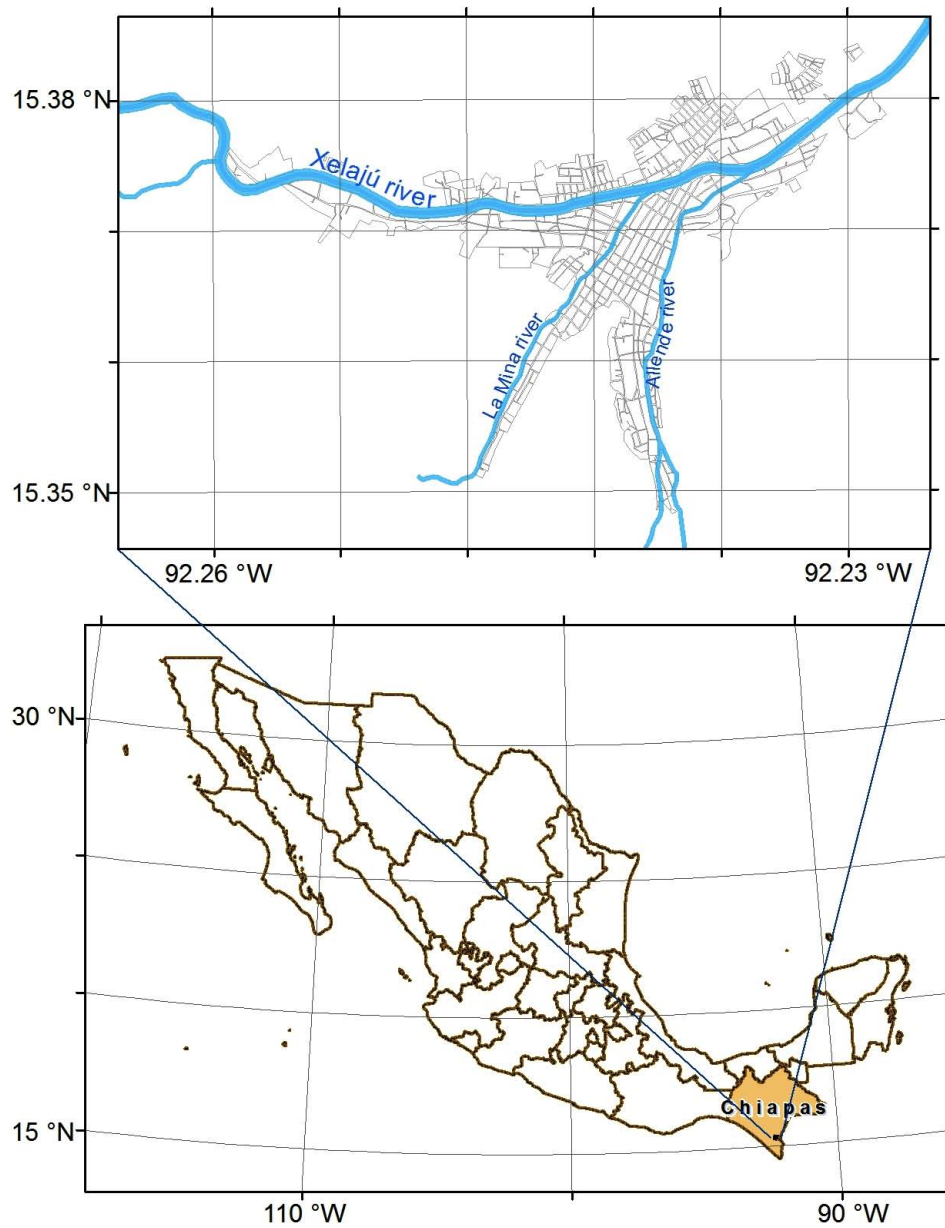 15.38 °N
Xelajú river
La Mina river
Allende river
15.35 °N
92.26 °W
92.23 °W
30 °N
Chiapas
15 °N
110 °W
90 °W